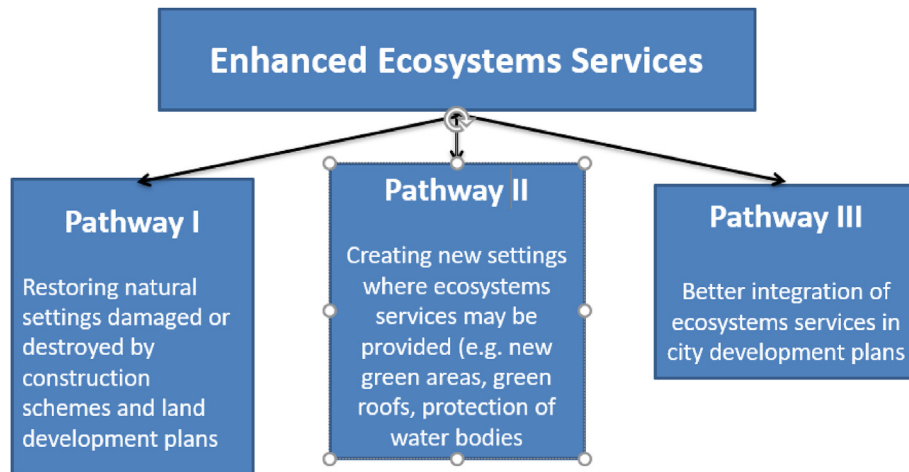 Enhanced Ecosystems Services
Pathway I
Restoring natural
settings damaged or
destroyed by
construction
schemes and land
development plans
Pathway II
Creating new settings
where ecosystems
services may be
provided (e.g. new
green areas, green
roofs, protection of
water bodies
Pathway III
Better integration of
ecosystems services in
city development plans